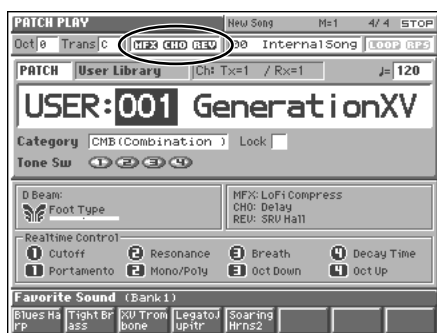 PATCH PLAY New Song M=1 4/ 4 STOP
Oct 0 Trans C MFX CHO REV 00 InternalSong LOOP RPS
PATCH User Library Ch: Tx=1 / Rx=1 ♩= 120
USER:001 GenerationXV
Category CMB(Combination ) Lock
Tone Sw 1 2 3 4
D Beam: MFX: LoFi Compress
Foot Type CHO: Delay
REV: SRV Hall
Realtime Control
1 Cutoff 2 Resonance 3 Breath 4 Decay Time
1 Portamento 2 Mono/Poly 3 Oct Down 4 Oct Up
Favorite Sound (Bank1)
Blues Ha Tight Br XV Trom LegatoJ Soaring
rp ass bone upitr Hrns2